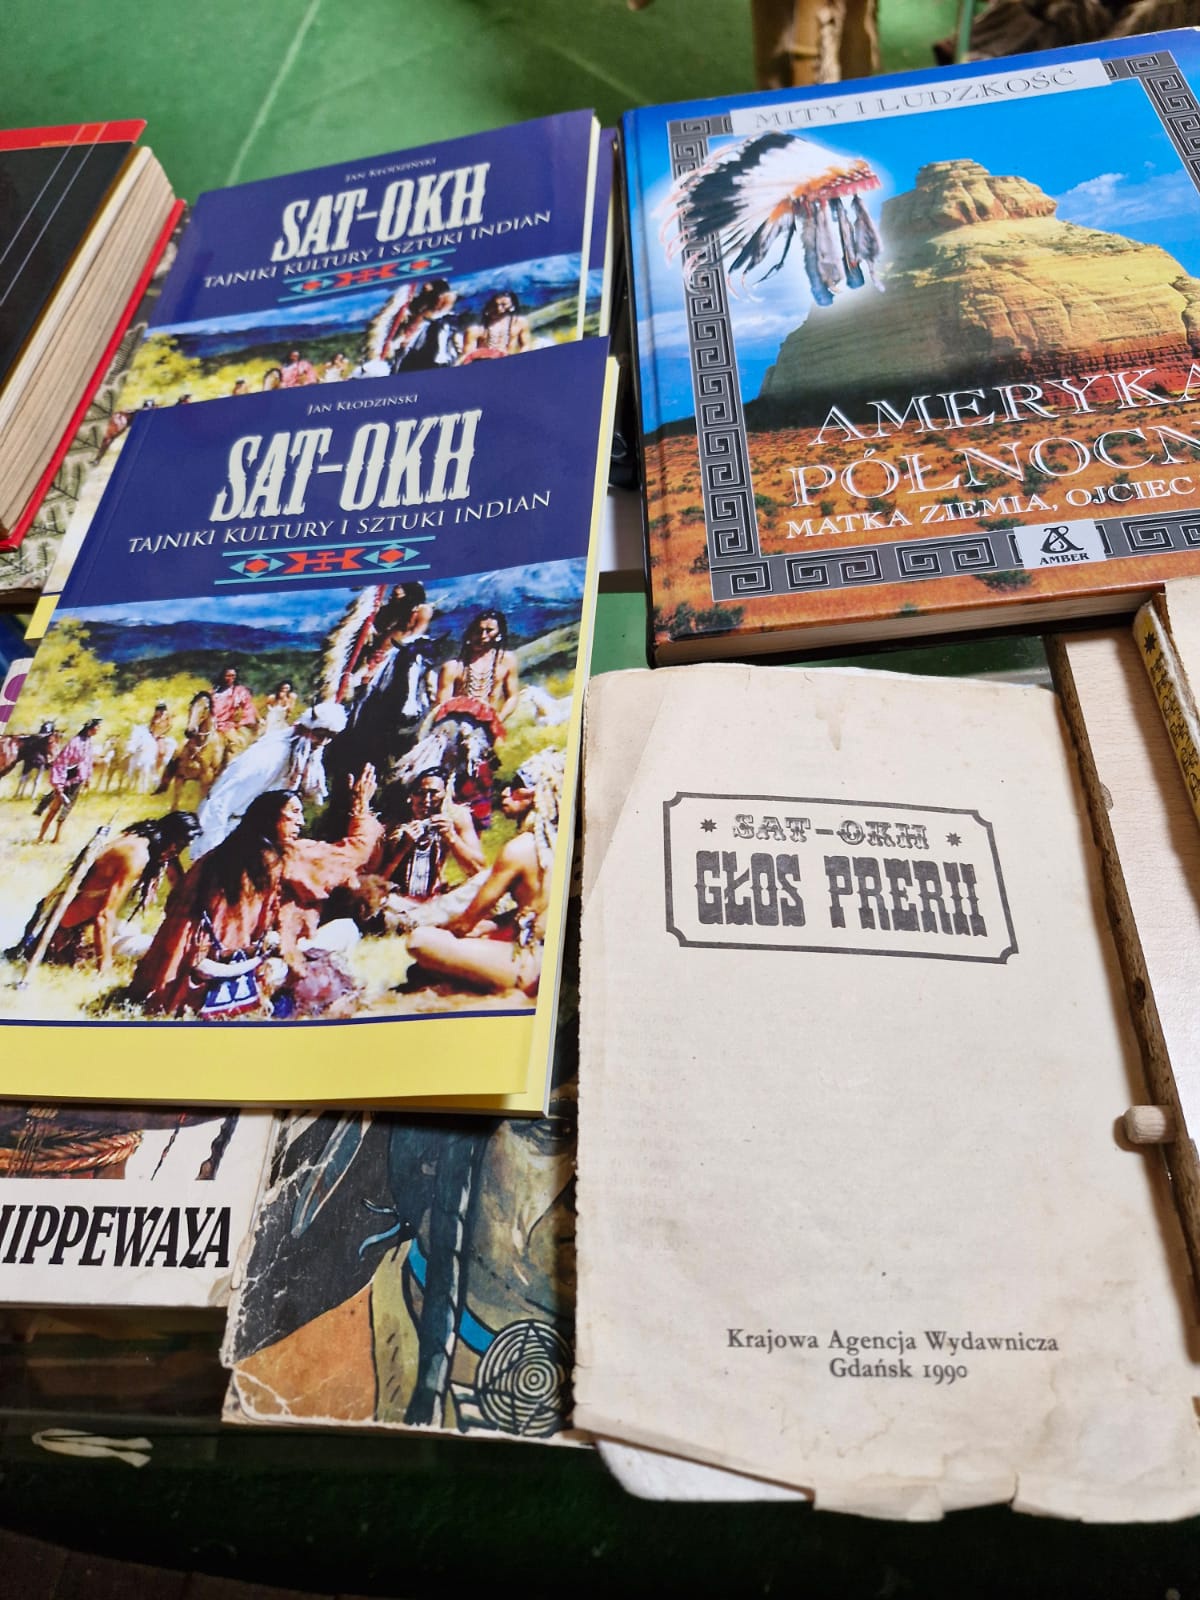 JAN KŁODZIŃSKI
SAT-OKH
TAJNIKI KULTURY I SZTUKI INDIAN
JAN KŁODZINSKI
SAT-OKH
TAJNIKI KULTURY I SZTUKI INDIAN
MITY I LUDZKOŚĆ
AMERYKA
PÓŁNOCN
MATKA ZIEMIA, OJCIEC
AMBER
SAT-OKH
GŁOS PRERII
Krajowa Agencja Wydawnicza
Gdańsk 1990
HIPPEWAYA